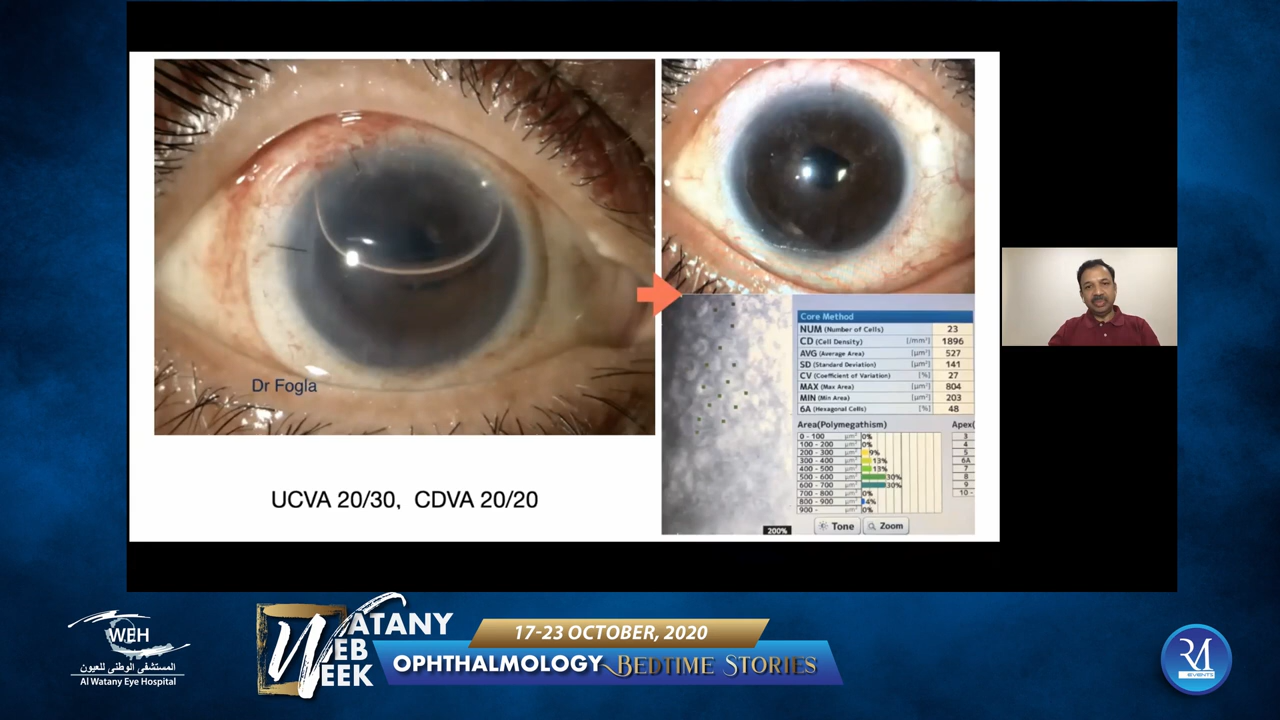 Dr Fogla
UCVA 20/30, CDVA 20/20
Core Method
NUM (Number of Cells) 23
CD (Cell Density) [/mm²] 1896
AVG (Average Area) [µm²] 527
SD (Standard Deviation) [µm²] 141
CV (Coefficient of Variation) [%] 27
MAX (Max Area) [µm²] 804
MIN (Min Area) [µm²] 203
6A (Hexagonal Cells) [%] 48
Area(Polymegathism) Apex(
0 - 100 µm² 0% 3
100 - 200 µm² 0% 4
200 - 300 µm² 9% 5
300 - 400 µm² 13% 6A
400 - 500 µm² 13% 7
500 - 600 µm² 30% 8
600 - 700 µm² 30% 9
700 - 800 µm² 0% 10 -
800 - 900 µm² 4%
900 - µm² 0%
200% Tone Zoom
WEH
المستشفى الوطني للعيون
Al Watany Eye Hospital
WATANY
WEB
WEEK
17-23 OCTOBER, 2020
OPHTHALMOLOGY BEDTIME STORIES
RM
EVENTS